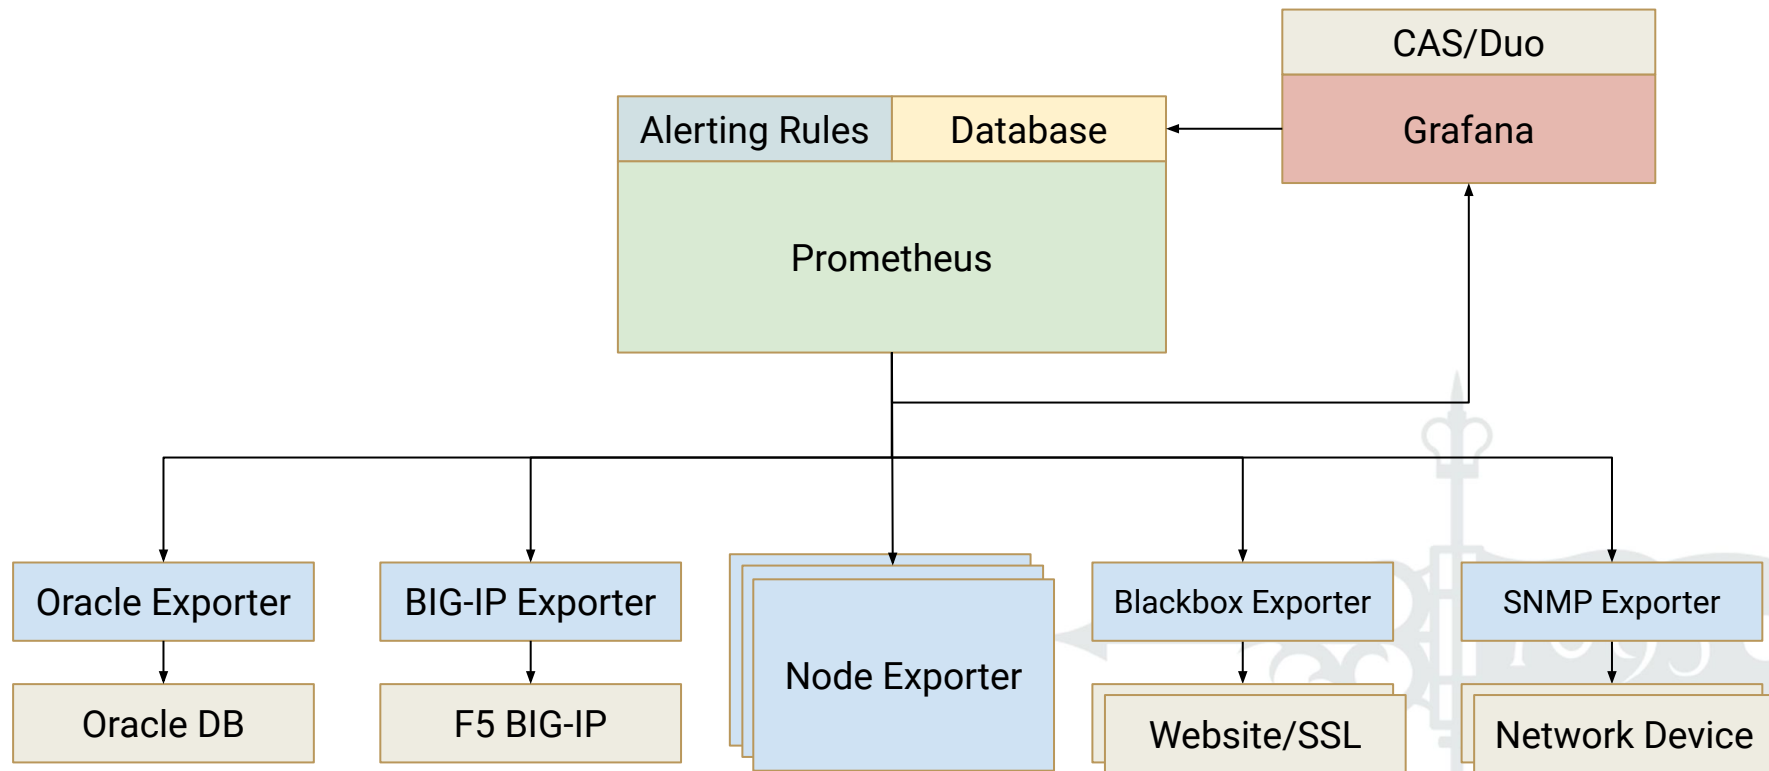 CAS/Duo
Alerting Rules
Database
Grafana
Prometheus
Oracle Exporter
BIG-IP Exporter
Node Exporter
Blackbox Exporter
SNMP Exporter
Oracle DB
F5 BIG-IP
Website/SSL
Network Device